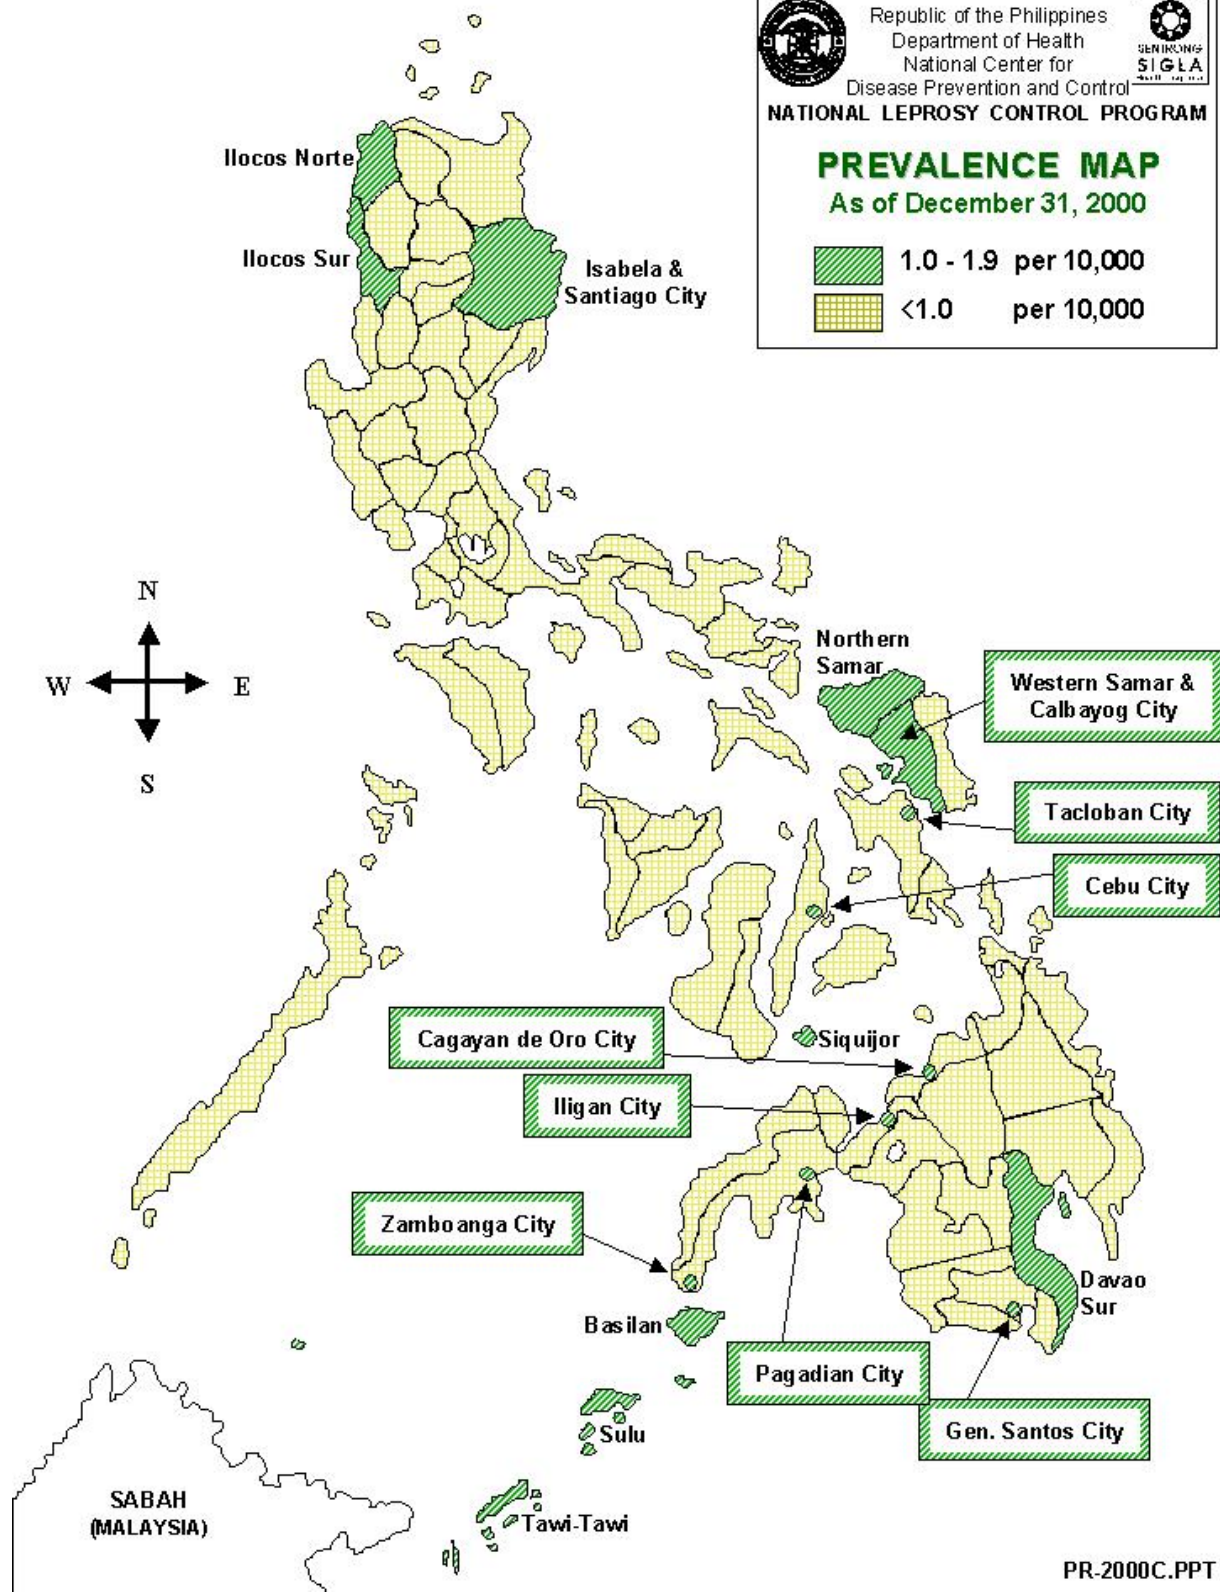 Republic of the Philippines
Department of Health
National Center for
Disease Prevention and Control
SENTRONG
SIGLA
NATIONAL LEPROSY CONTROL PROGRAM
PREVALENCE MAP
As of December 31, 2000
1.0 - 1.9 per 10,000
<1.0 per 10,000
Ilocos Norte
Ilocos Sur
Isabela &
Santiago City
N
W
E
S
Northern
Samar
Western Samar &
Calbayog City
Tacloban City
Cebu City
Cagayan de Oro City
Siquijor
Iligan City
Zamboanga City
Davao
Sur
Basilan
Pagadian City
Gen. Santos City
Sulu
SABAH
(MALAYSIA)
Tawi-Tawi
PR-2000C.PPT